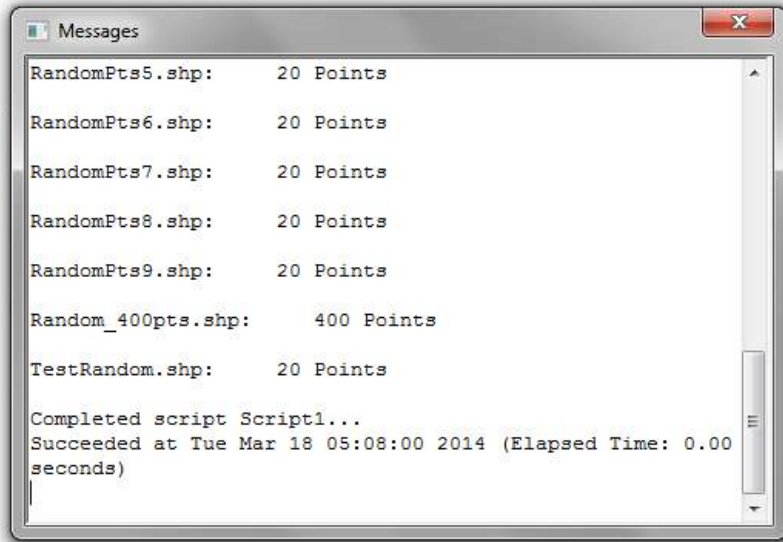 Messages
RandomPts5.shp: 20 Points
RandomPts6.shp: 20 Points
RandomPts7.shp: 20 Points
RandomPts8.shp: 20 Points
RandomPts9.shp: 20 Points
Random_400pts.shp: 400 Points
TestRandom.shp: 20 Points
Completed script Script1...
Succeeded at Tue Mar 18 05:08:00 2014 (Elapsed Time: 0.00
seconds)